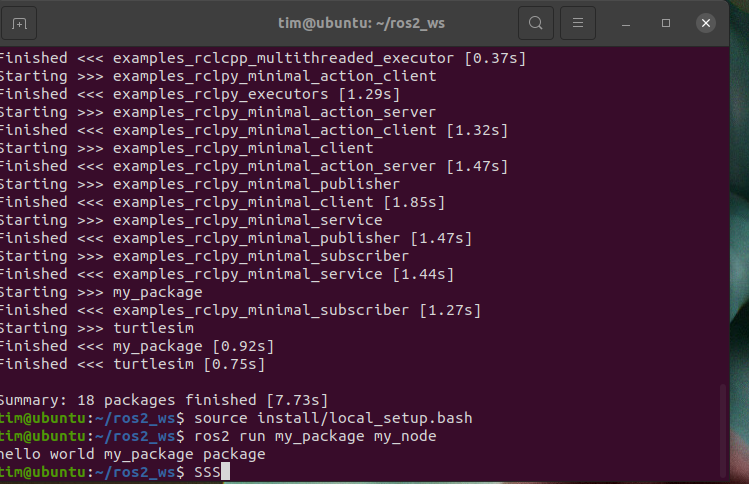 tim@ubuntu: ~/ros2_ws
Finished <<< examples_rclcpp_multithreaded_executor [0.37s]
Starting >>> examples_rclpy_minimal_action_client
Finished <<< examples_rclpy_executors [1.29s]
Starting >>> examples_rclpy_minimal_action_server
Finished <<< examples_rclpy_minimal_action_client [1.32s]
Starting >>> examples_rclpy_minimal_client
Finished <<< examples_rclpy_minimal_action_server [1.47s]
Starting >>> examples_rclpy_minimal_publisher
Finished <<< examples_rclpy_minimal_client [1.85s]
Starting >>> examples_rclpy_minimal_service
Finished <<< examples_rclpy_minimal_publisher [1.47s]
Starting >>> examples_rclpy_minimal_subscriber
Finished <<< examples_rclpy_minimal_service [1.44s]
Starting >>> my_package
Finished <<< examples_rclpy_minimal_subscriber [1.27s]
Starting >>> turtlesim
Finished <<< my_package [0.92s]
Finished <<< turtlesim [0.75s]
Summary: 18 packages finished [7.73s]
tim@ubuntu:~/ros2_ws$ source install/local_setup.bash
tim@ubuntu:~/ros2_ws$ ros2 run my_package my_node
hello world my_package package
tim@ubuntu:~/ros2_ws$ SSS